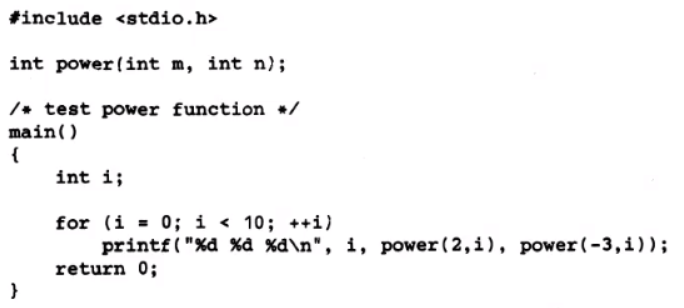 #include <stdio.h>
int power(int m, int n);
/* test power function */
main()
{
int i;
for (i = 0; i < 10; ++i)
printf("%d %d %d\n", i, power(2,i), power(-3,i));
return 0;
}